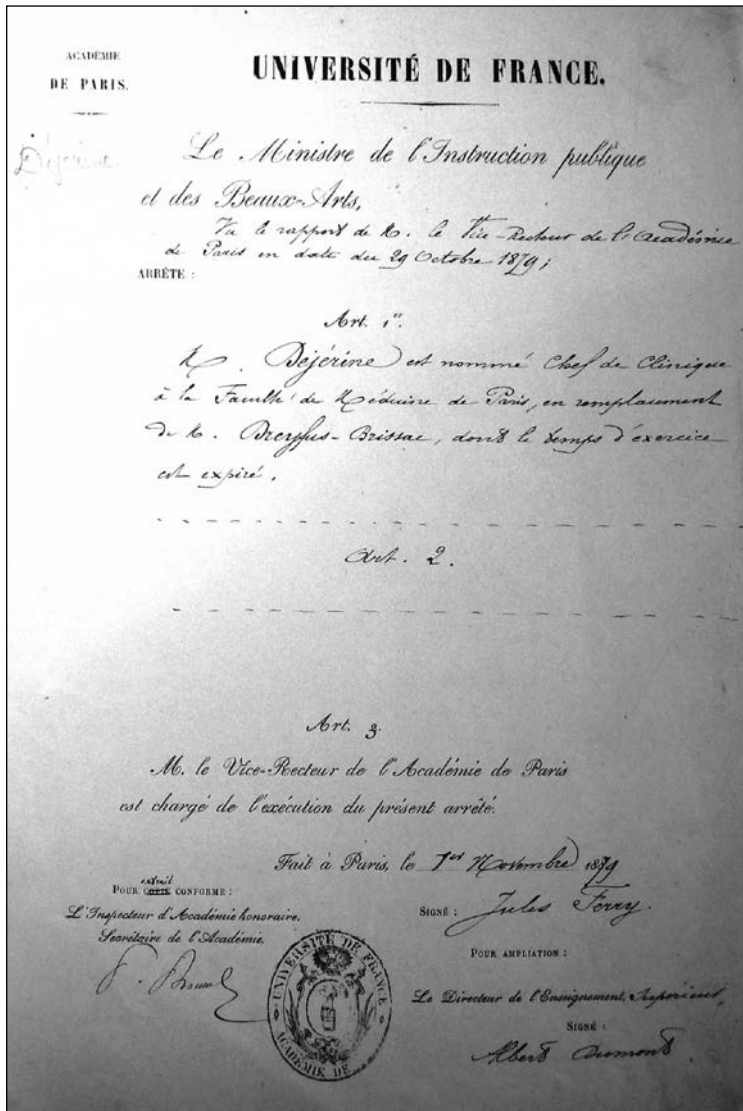 ACADÉMIE
DE PARIS.
UNIVERSITÉ DE FRANCE.
Déjerine
Le Ministre de l'Instruction publique
et des Beaux-Arts,
Vu le rapport de M. le Vice-Recteur de l'Académie
de Paris en date du 29 Octobre 1879;
ARRÊTE :
Art. 1er.
M. Déjérine est nommé Chef de Clinique
à la Faculté de Médecine de Paris, en remplacement
de M. Dreyfus-Brissac, dont le temps d'exercice
est expiré.
Art. 2.
Art. 3
M. le Vice-Recteur de l'Académie de Paris
est chargé de l'exécution du présent arrêté.
Fait à Paris, le 1er Novembre 1879
extrait
POUR COPIE CONFORME :
L'Inspecteur d'Académie honoraire,
Secrétaire de l'Académie,
SIGNÉ : Jules Ferry.
POUR AMPLIATION :
Le Directeur de l'Enseignement Supérieur,
SIGNÉ :
Albert Dumont
UNIVERSITÉ DE FRANCE
ACADÉMIE DE